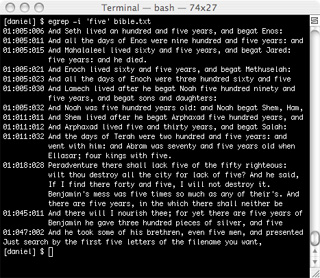 Terminal — bash — 74x27
[daniel] $ egrep -i 'five' bible.txt
01:005:006 And Seth lived an hundred and five years, and begat Enos:
01:005:011 And all the days of Enos were nine hundred and five years: and
01:005:015 And Mahalaleel lived sixty and five years, and begat Jared:
five years: and he died.
01:005:021 And Enoch lived sixty and five years, and begat Methuselah:
01:005:023 And all the days of Enoch were three hundred sixty and five
01:005:030 And Lamech lived after he begat Noah five hundred ninety and
five years, and begat sons and daughters:
01:005:032 And Noah was five hundred years old: and Noah begat Shem, Ham,
01:011:011 And Shem lived after he begat Arphaxad five hundred years, and
01:011:012 And Arphaxad lived five and thirty years, and begat Salah:
01:011:032 And the days of Terah were two hundred and five years: and
went with him: and Abram was seventy and five years old when
Ellasar; four kings with five.
01:018:028 Peradventure there shall lack five of the fifty righteous:
wilt thou destroy all the city for lack of five? And he said,
If I find there forty and five, I will not destroy it.
Benjamin's mess was five times so much as any of their's. And
there are five years, in the which there shall neither be
01:045:011 And there will I nourish thee; for yet there are five years of
Benjamin he gave three hundred pieces of silver, and five
01:047:002 And he took some of his brethren, even five men, and presented
Just search by the first five letters of the filename you want,
[daniel] $